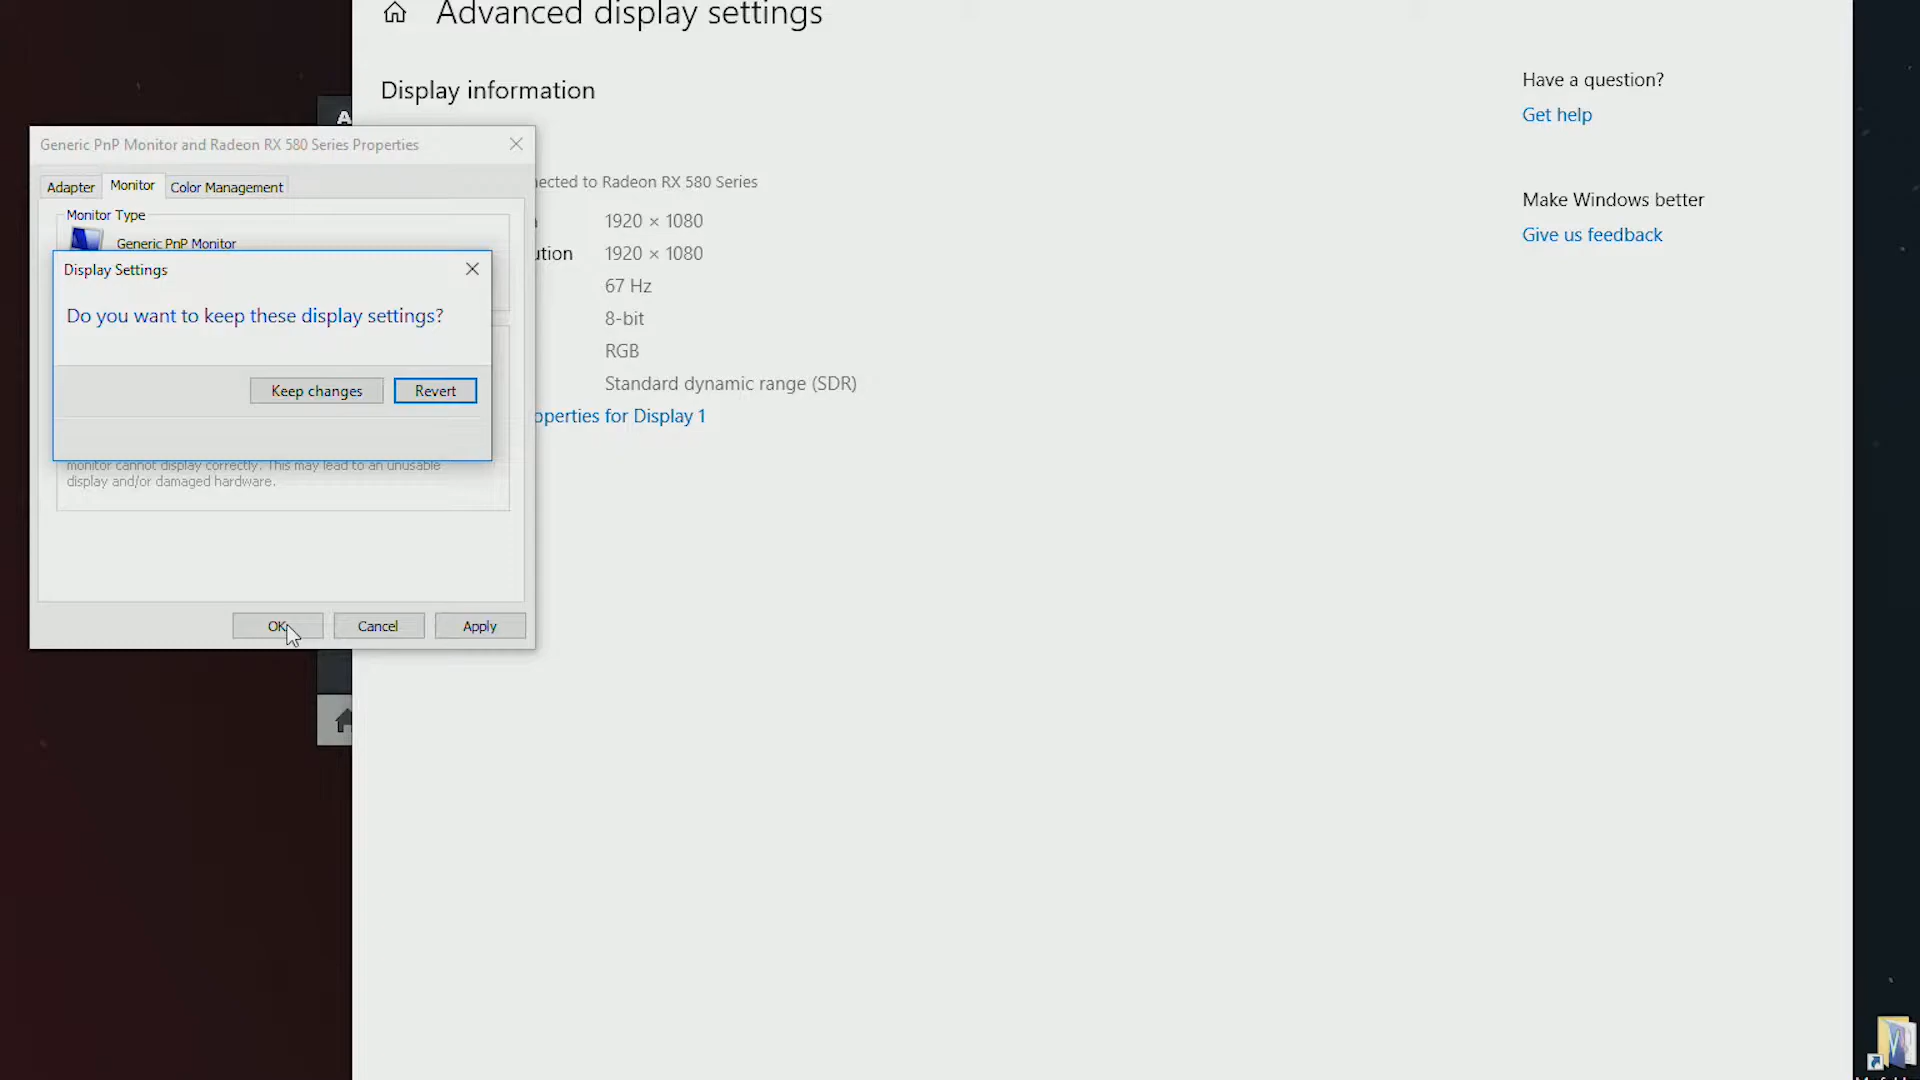 Advanced display settings
Display information
Have a question?
Get help
Make Windows better
Give us feedback
Generic PnP Monitor and Radeon RX 580 Series Properties
Adapter
Monitor
Color Management
Monitor Type
Generic PnP Monitor
Display Settings
Do you want to keep these display settings?
Keep changes
Revert
monitor cannot display correctly. This may lead to an unusable
display and/or damaged hardware.
OK
Cancel
Apply
nected to Radeon RX 580 Series
1920 × 1080
ution 1920 × 1080
67 Hz
8-bit
RGB
Standard dynamic range (SDR)
operties for Display 1
A